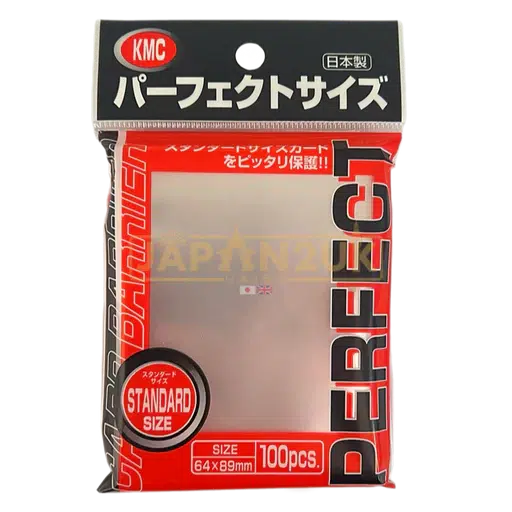 KMC
日本製
パーフェクトサイズ
スタンダードサイズカード
をピッタリ保護!!
CARD BARRIER
PERFECT
JAPAN2UK
スタンダード
サイズ
STANDARD
SIZE
SIZE
64×89mm
100pcs.